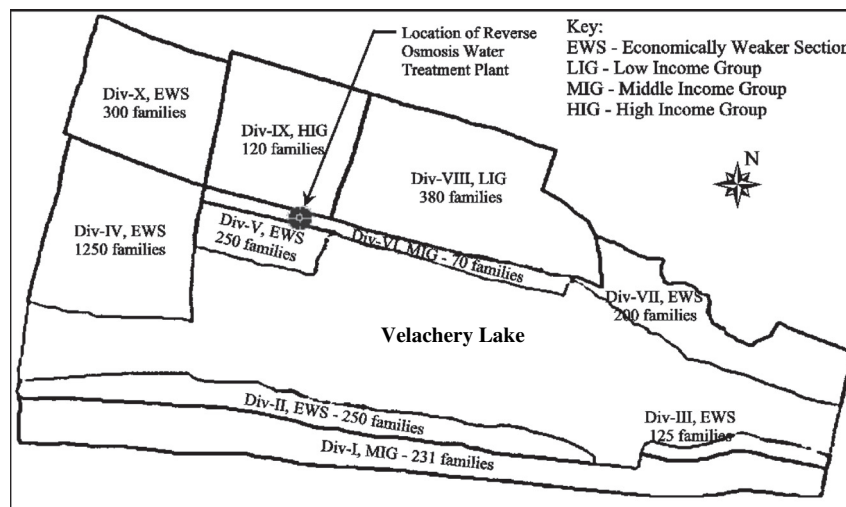 Location of Reverse
Osmosis Water
Treatment Plant
Key:
EWS - Economically Weaker Section
LIG - Low Income Group
MIG - Middle Income Group
HIG - High Income Group
N
Div-X, EWS
300 families
Div-IX, HIG
120 families
Div-VIII, LIG
380 families
Div-IV, EWS
1250 families
Div-V, EWS
250 families
Div-VI, MIG - 70 families
Div-VII, EWS
200 families
Velachery Lake
Div-II, EWS - 250 families
Div-III, EWS
125 families
Div-I, MIG - 231 families